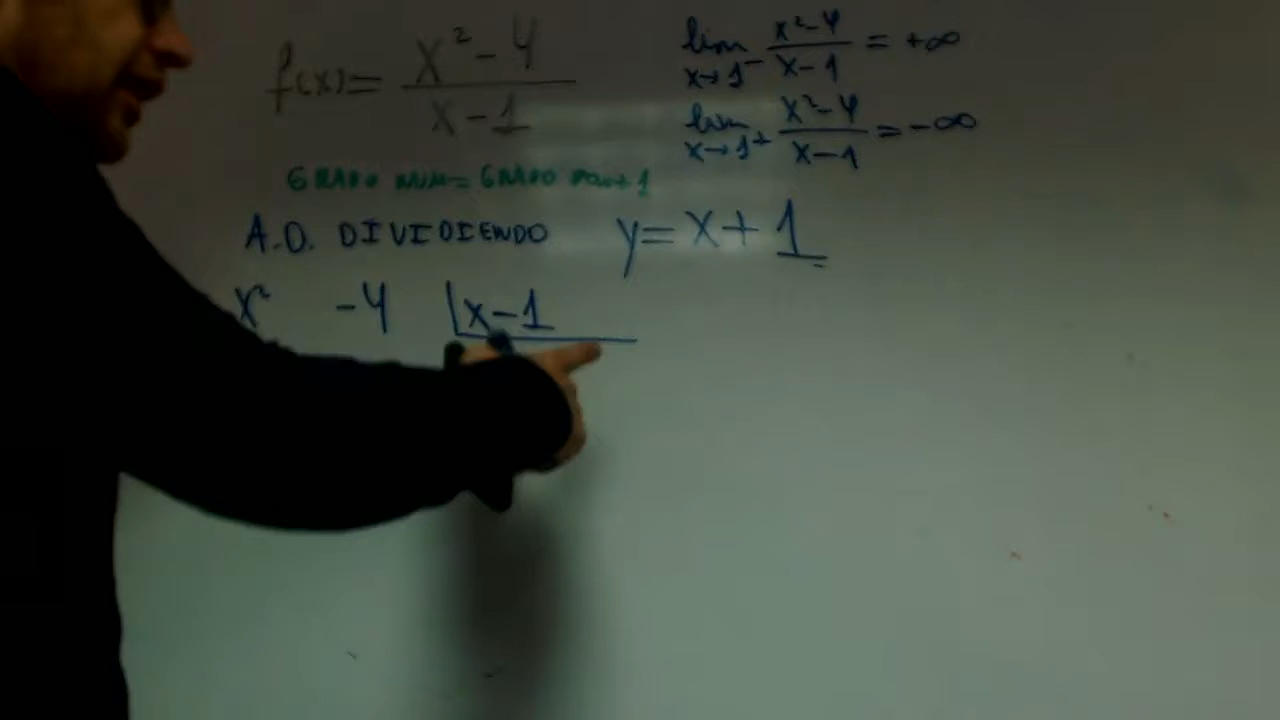 f(x) = x² - 4 / x - 1
lim x→1⁻ x²-4 / x-1 = +∞
lim x→1⁺ x²-4 / x-1 = -∞
GRADO NUM = GRADO + 1
A.O. DIVIDIENDO y = x + 1
x² -4 |x-1